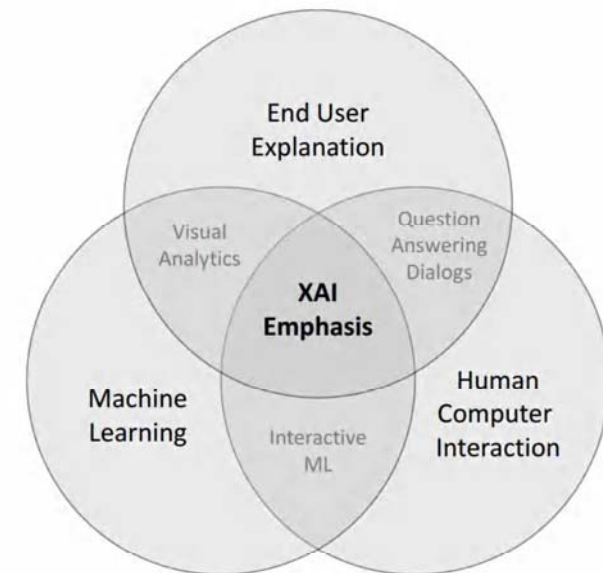 End User
Explanation
Visual
Analytics
Question
Answering
Dialogs
XAI
Emphasis
Machine
Learning
Human
Computer
Interaction
Interactive
ML